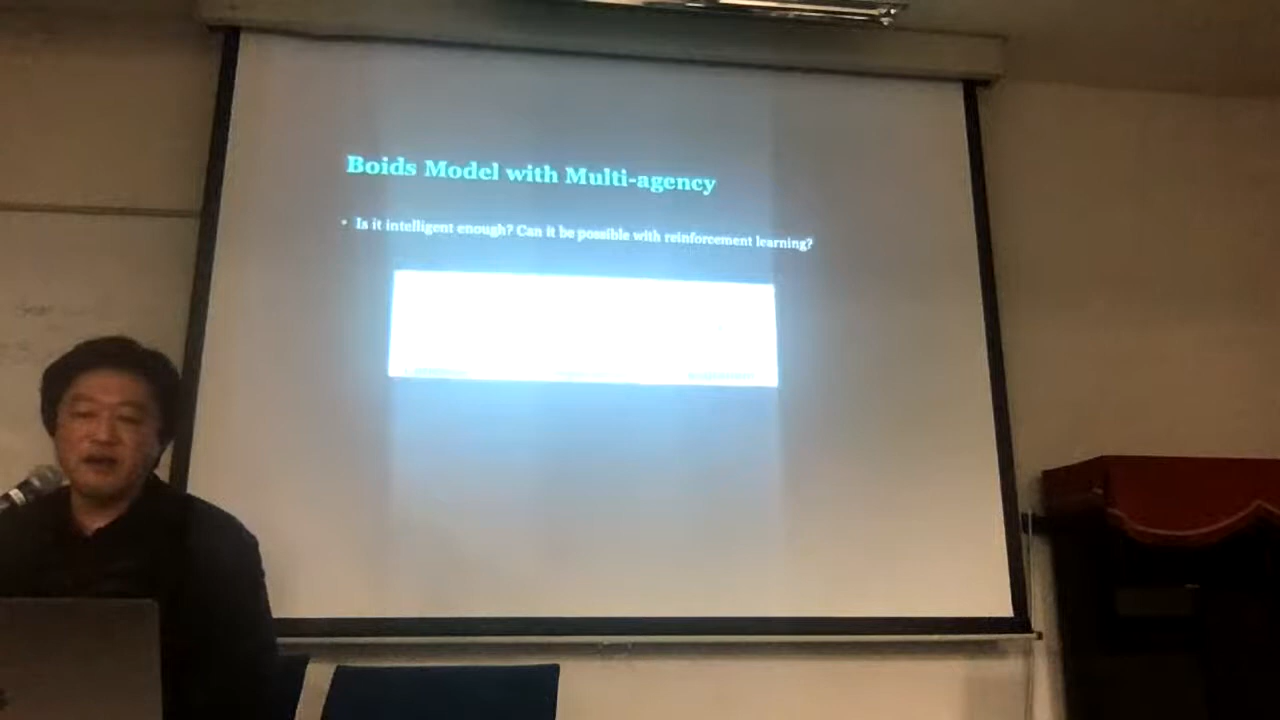 Boids Model with Multi-agency
• Is it intelligent enough? Can it be possible with reinforcement learning?